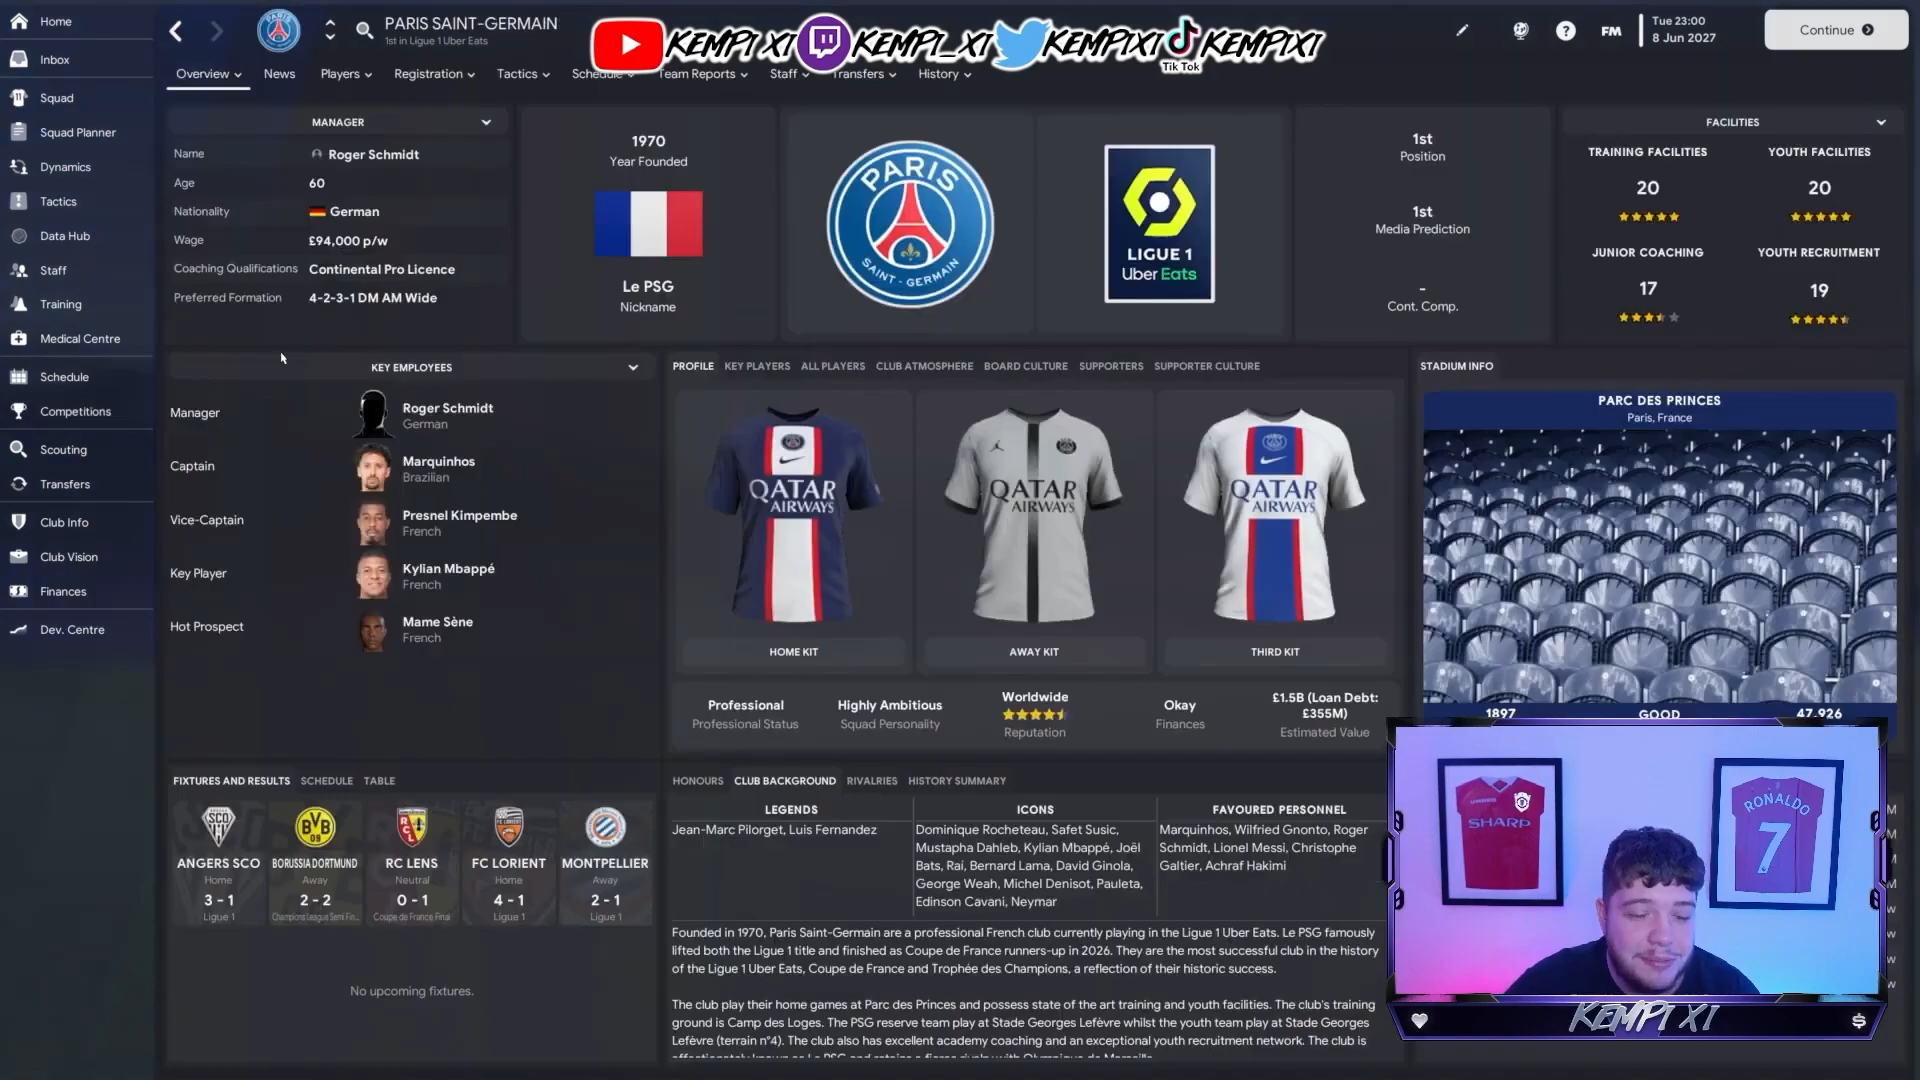 Home
Inbox
Squad
Squad Planner
Dynamics
Tactics
Data Hub
Staff
Training
Medical Centre
Schedule
Competitions
Scouting
Transfers
Club Info
Club Vision
Finances
Dev. Centre
PARIS SAINT-GERMAIN
1st in Ligue 1 Uber Eats
KEMPI XI
KEMPI_XI
KEMPIXI
KEMPIXI
Tik Tok
FM
Tue 23:00
8 Jun 2027
Continue
Overview
News
Players
Registration
Tactics
Schedule
Team Reports
Staff
Transfers
History
MANAGER
Name Roger Schmidt
Age 60
Nationality German
Wage £94,000 p/w
Coaching Qualifications Continental Pro Licence
Preferred Formation 4-2-3-1 DM AM Wide
1970
Year Founded
Le PSG
Nickname
PARIS
SAINT-GERMAIN
LIGUE 1
Uber Eats
1st
Position
1st
Media Prediction
-
Cont. Comp.
FACILITIES
TRAINING FACILITIES YOUTH FACILITIES
20 20
JUNIOR COACHING YOUTH RECRUITMENT
17 19
KEY EMPLOYEES
Manager Roger Schmidt
German
Captain Marquinhos
Brazilian
Vice-Captain Presnel Kimpembe
French
Key Player Kylian Mbappé
French
Hot Prospect Mame Sène
French
PROFILE KEY PLAYERS ALL PLAYERS CLUB ATMOSPHERE BOARD CULTURE SUPPORTERS SUPPORTER CULTURE
QATAR
AIRWAYS
QATAR
AIRWAYS
QATAR
AIRWAYS
HOME KIT AWAY KIT THIRD KIT
Professional
Professional Status
Highly Ambitious
Squad Personality
Worldwide
Reputation
Okay
Finances
£1.5B (Loan Debt:
£355M)
Estimated Value
STADIUM INFO
PARC DES PRINCES
Paris, France
1897 GOOD 47,926
FIXTURES AND RESULTS SCHEDULE TABLE
SCO
ANGERS SCO
Home
3 - 1
Ligue 1
BVB
09
BORUSSIA DORTMUND
Away
2 - 2
Champions League Semi Fin...
RCL
RC LENS
Neutral
0 - 1
Coupe de France Final
FC LORIENT
Home
4 - 1
Ligue 1
MONTPELLIER
Away
2 - 1
Ligue 1
No upcoming fixtures.
HONOURS CLUB BACKGROUND RIVALRIES HISTORY SUMMARY
LEGENDS
Jean-Marc Pilorget, Luis Fernandez
ICONS
Dominique Rocheteau, Safet Susic,
Mustapha Dahleb, Kylian Mbappé, Joël
Bats, Raí, Bernard Lama, David Ginola,
George Weah, Michel Denisot, Pauleta,
Edinson Cavani, Neymar
FAVOURED PERSONNEL
Marquinhos, Wilfried Gnonto, Roger
Schmidt, Lionel Messi, Christophe
Galtier, Achraf Hakimi
Founded in 1970, Paris Saint-Germain are a professional French club currently playing in the Ligue 1 Uber Eats. Le PSG famously
lifted both the Ligue 1 title and finished as Coupe de France runners-up in 2026. They are the most successful club in the history
of the Ligue 1 Uber Eats, Coupe de France and Trophée des Champions, a reflection of their historic success.
The club play their home games at Parc des Princes and possess state of the art training and youth facilities. The club's training
ground is Camp des Loges. The PSG reserve team play at Stade Georges Lefèvre whilst the youth team play at Stade Georges
Lefèvre (terrain n°4). The club also has excellent academy coaching and an exceptional youth recruitment network. The club is
SHARP
RONALDO
7
KEMPI XI